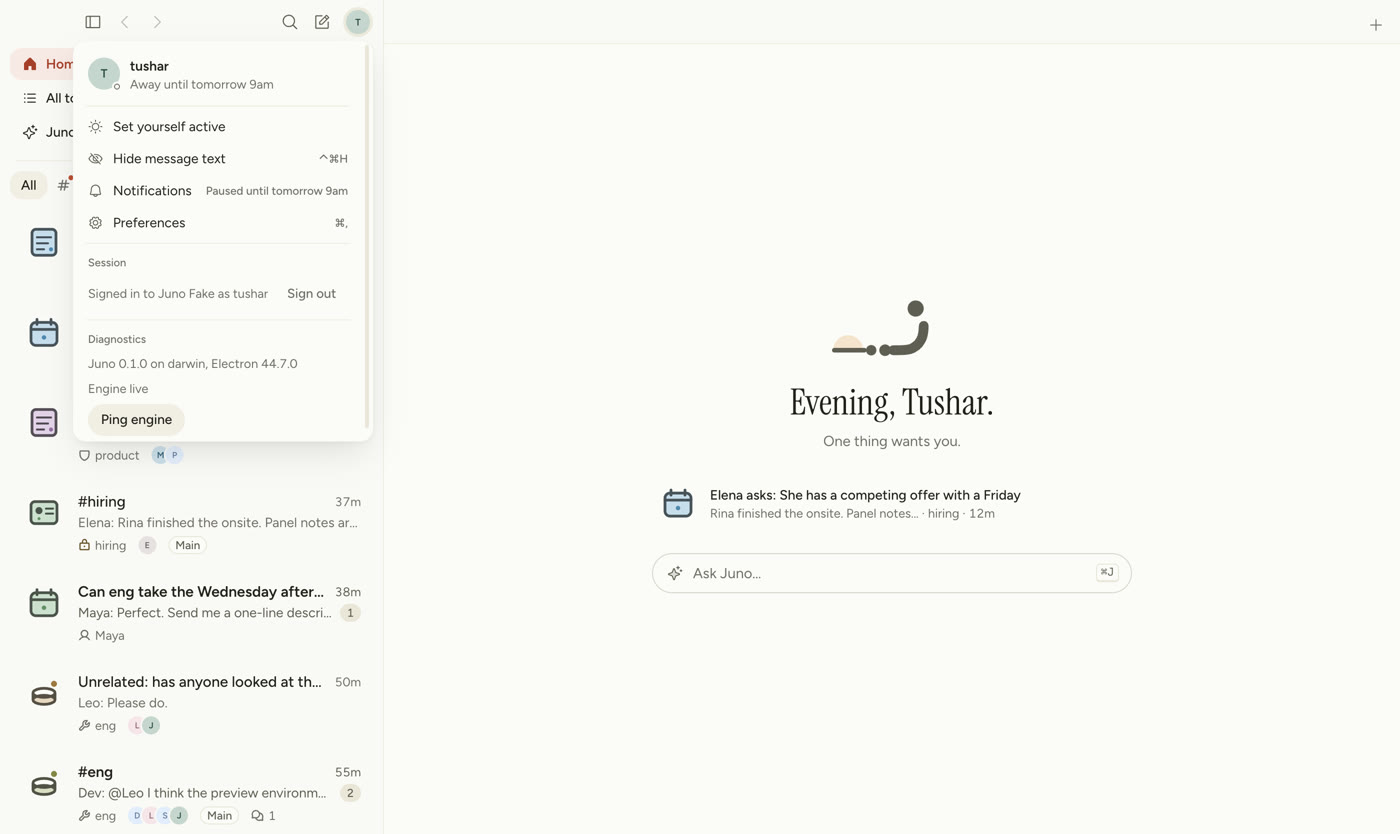 T
Hom
tushar
Away until tomorrow 9am
All to
Juno
Set yourself active
Hide message text ^⌘H
All #
Notifications Paused until tomorrow 9am
Preferences ⌘,
Session
Signed in to Juno Fake as tushar Sign out
Diagnostics
Juno 0.1.0 on darwin, Electron 44.7.0
Engine live
Ping engine
product M P
#hiring 37m
Elena: Rina finished the onsite. Panel notes ar...
hiring E Main
Can eng take the Wednesday after... 38m
Maya: Perfect. Send me a one-line descri... 1
Maya
Unrelated: has anyone looked at th... 50m
Leo: Please do.
eng L J
#eng 55m
Dev: @Leo I think the preview environm... 2
eng D L S J Main 1
Evening, Tushar.
One thing wants you.
Elena asks: She has a competing offer with a Friday
Rina finished the onsite. Panel notes... · hiring · 12m
Ask Juno... ⌘J